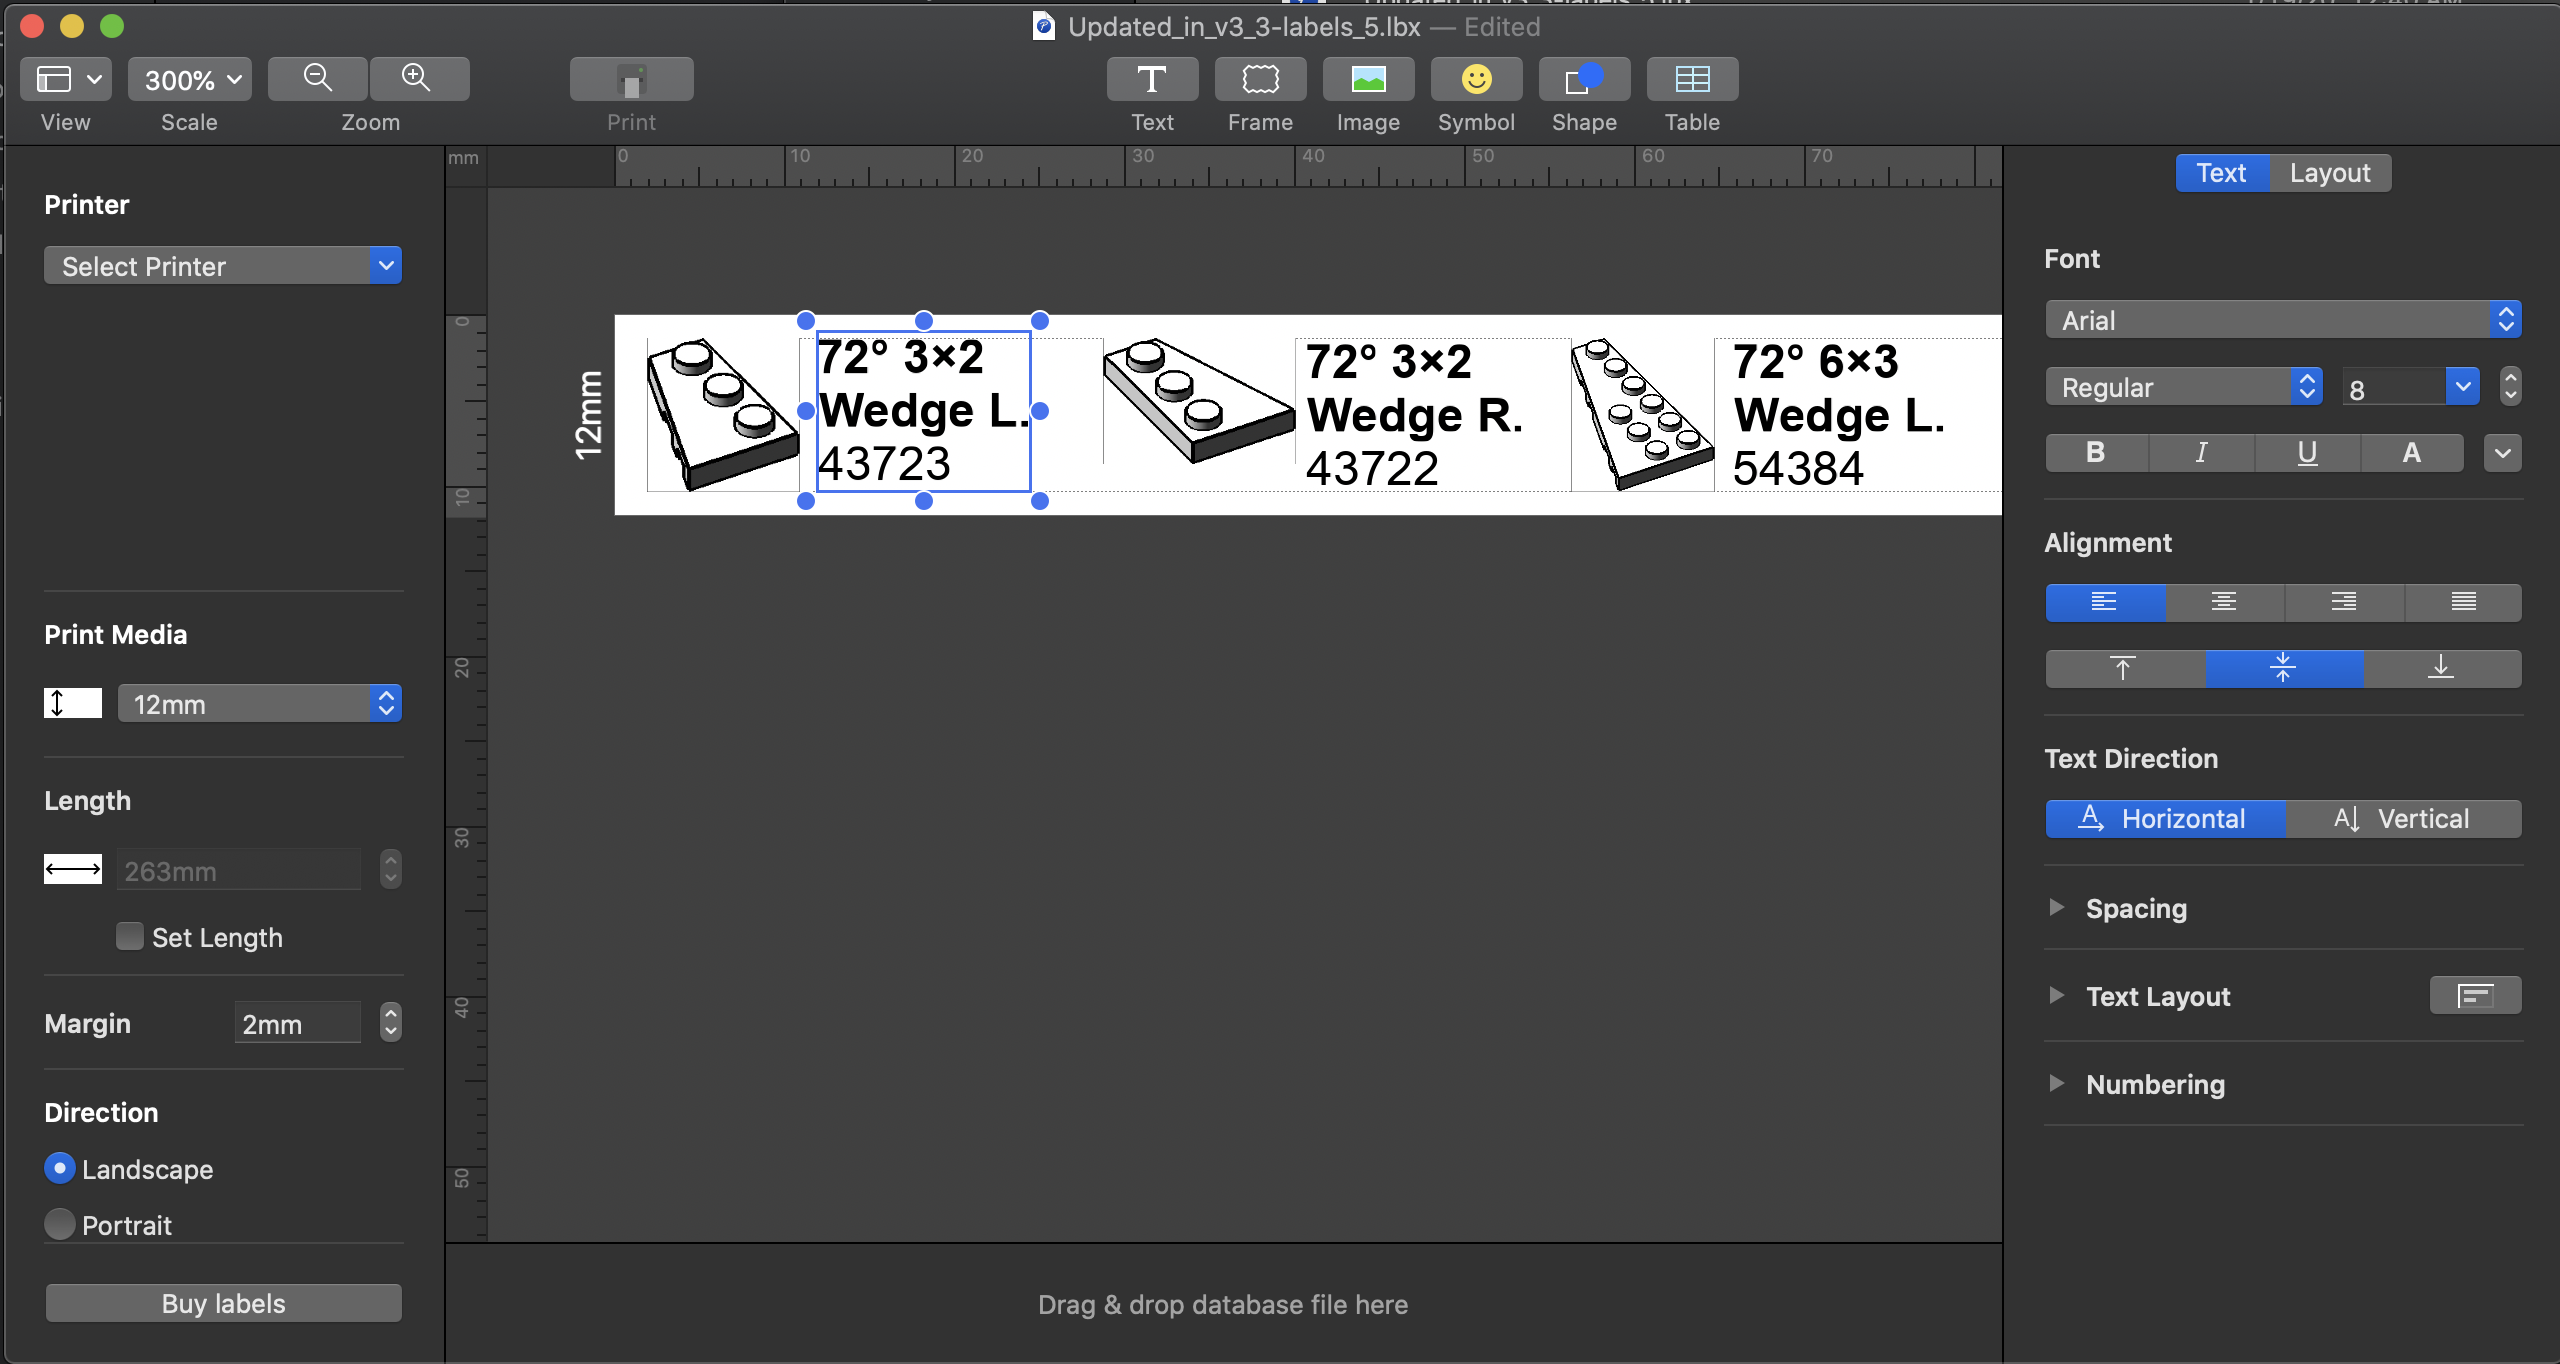 Updated_in_v3_3-labels_5.lbx — Edited
300%
View
Scale
Zoom
Print
Text
Frame
Image
Symbol
Shape
Table
mm
0
10
20
30
40
50
60
70
Text
Layout
Printer
Select Printer
Print Media
12mm
Length
263mm
Set Length
Margin
2mm
Direction
Landscape
Portrait
Buy labels
0
10
20
30
40
50
12mm
72° 3×2
Wedge L.
43723
72° 3×2
Wedge R.
43722
72° 6×3
Wedge L.
54384
Drag & drop database file here
Font
Arial
Regular
8
B
I
U
A
Alignment
Text Direction
A Horizontal
A Vertical
Spacing
Text Layout
Numbering